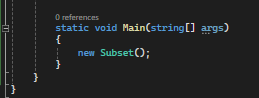 0 references
static void Main(string[] args)
{
new Subset();
}
}
}